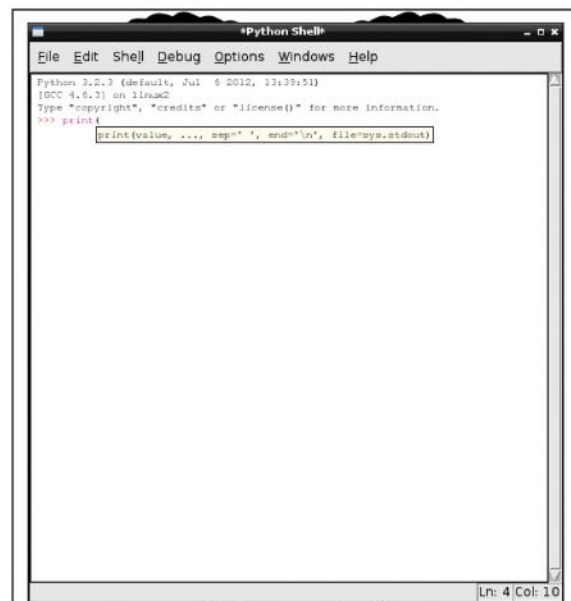 *Python Shell*
File Edit Shell Debug Options Windows Help
Python 3.2.3 (default, Jul  6 2012, 13:39:51)
[GCC 4.6.3] on linux2
Type "copyright", "credits" or "license()" for more information.
>>> print(
print(value, ..., sep=' ', end='\n', file=sys.stdout)
Ln: 4 Col: 10